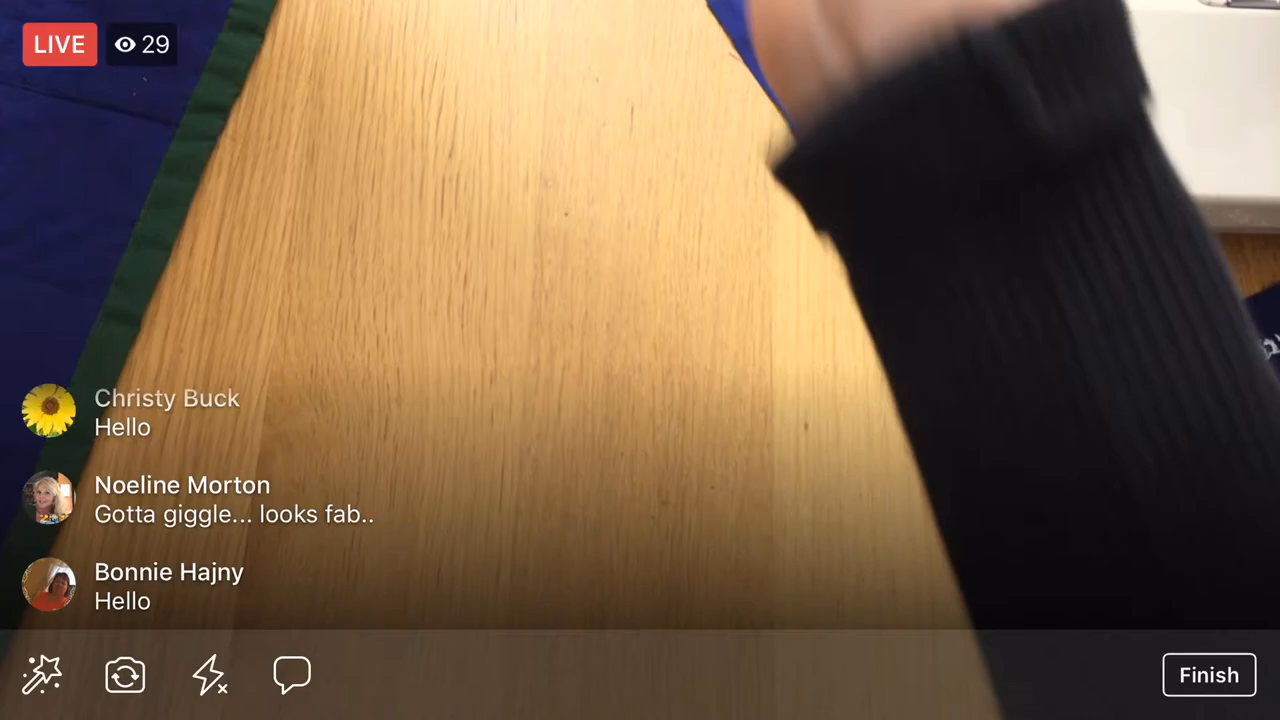 LIVE 29
Christy Buck
Hello
Noeline Morton
Gotta giggle... looks fab..
Bonnie Hajny
Hello
Finish